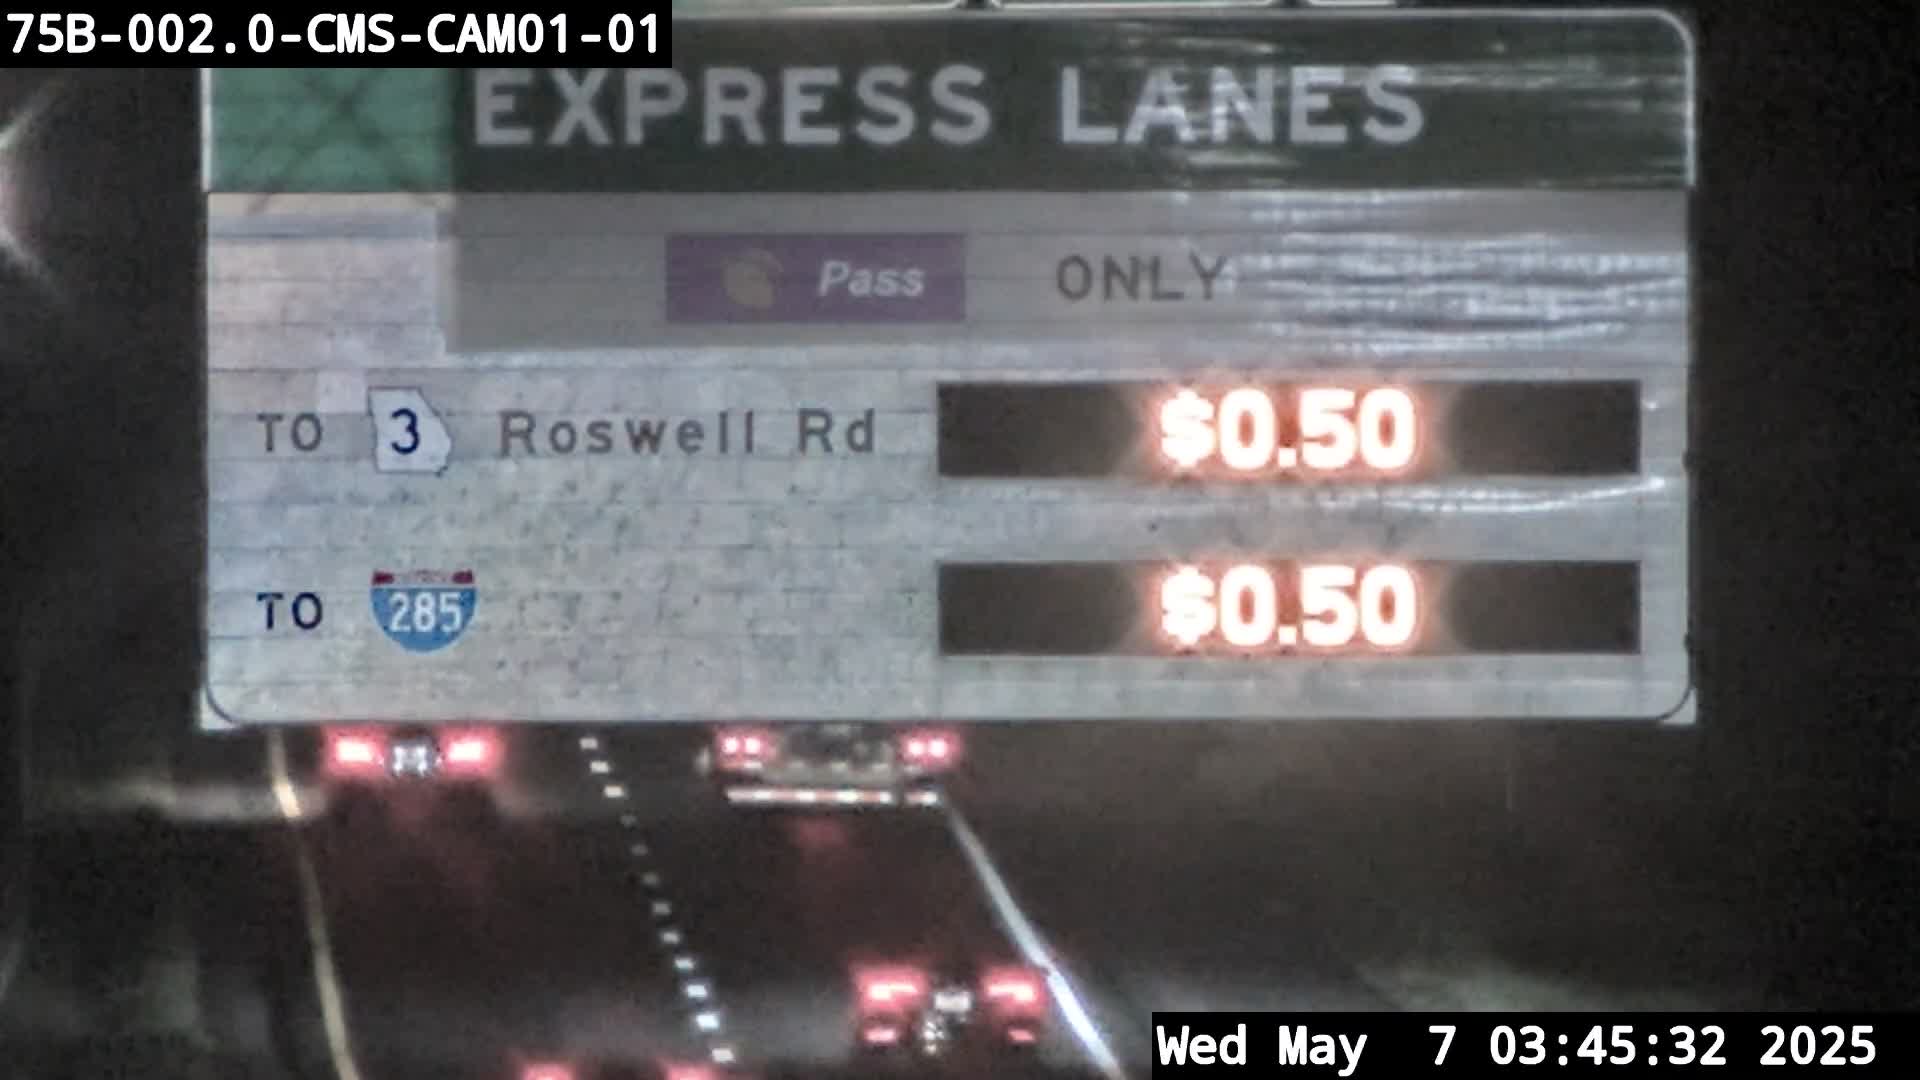 75B-002.0-CMS-CAM01-01
EXPRESS LANES
Pass ONLY
TO 3 Roswell Rd $0.50
TO 285 $0.50
Wed May 7 03:45:32 2025